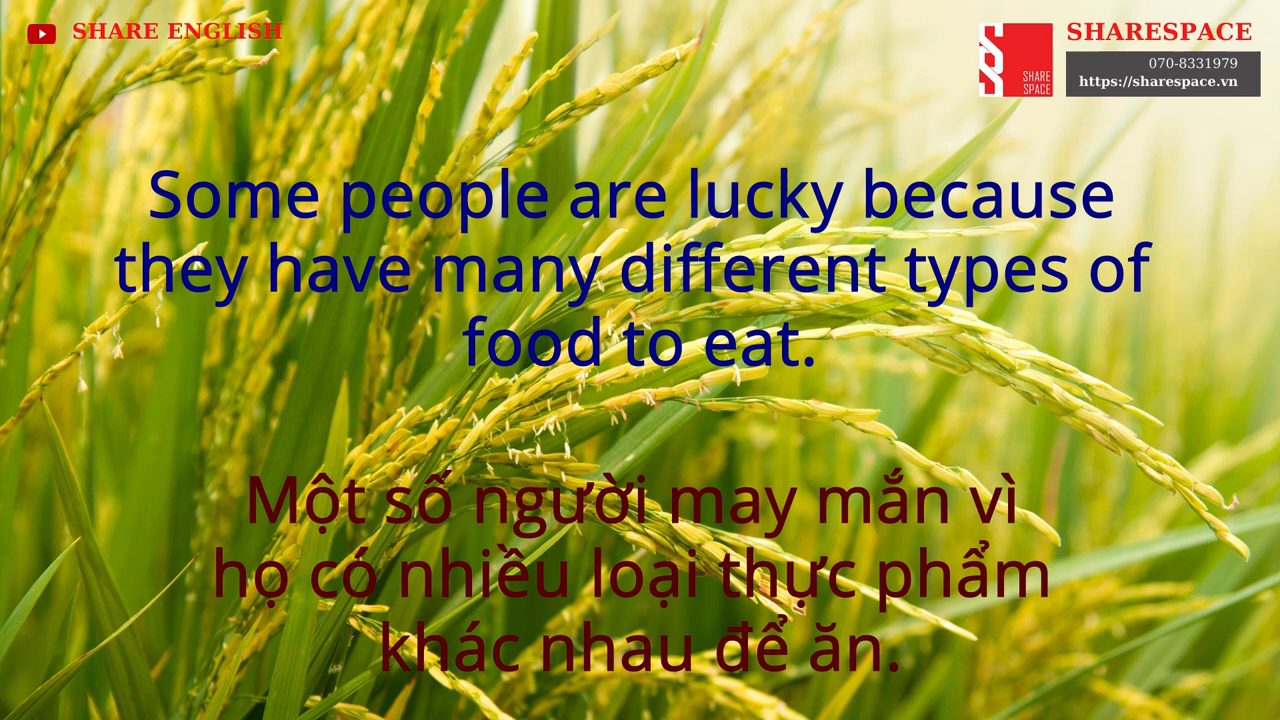 SHARE ENGLISH
SHARESPACE
SHARE
SPACE
070-8331979
https://sharespace.vn
Some people are lucky because
they have many different types of
food to eat.
Một số người may mắn vì
họ có nhiều loại thực phẩm
khác nhau để ăn.